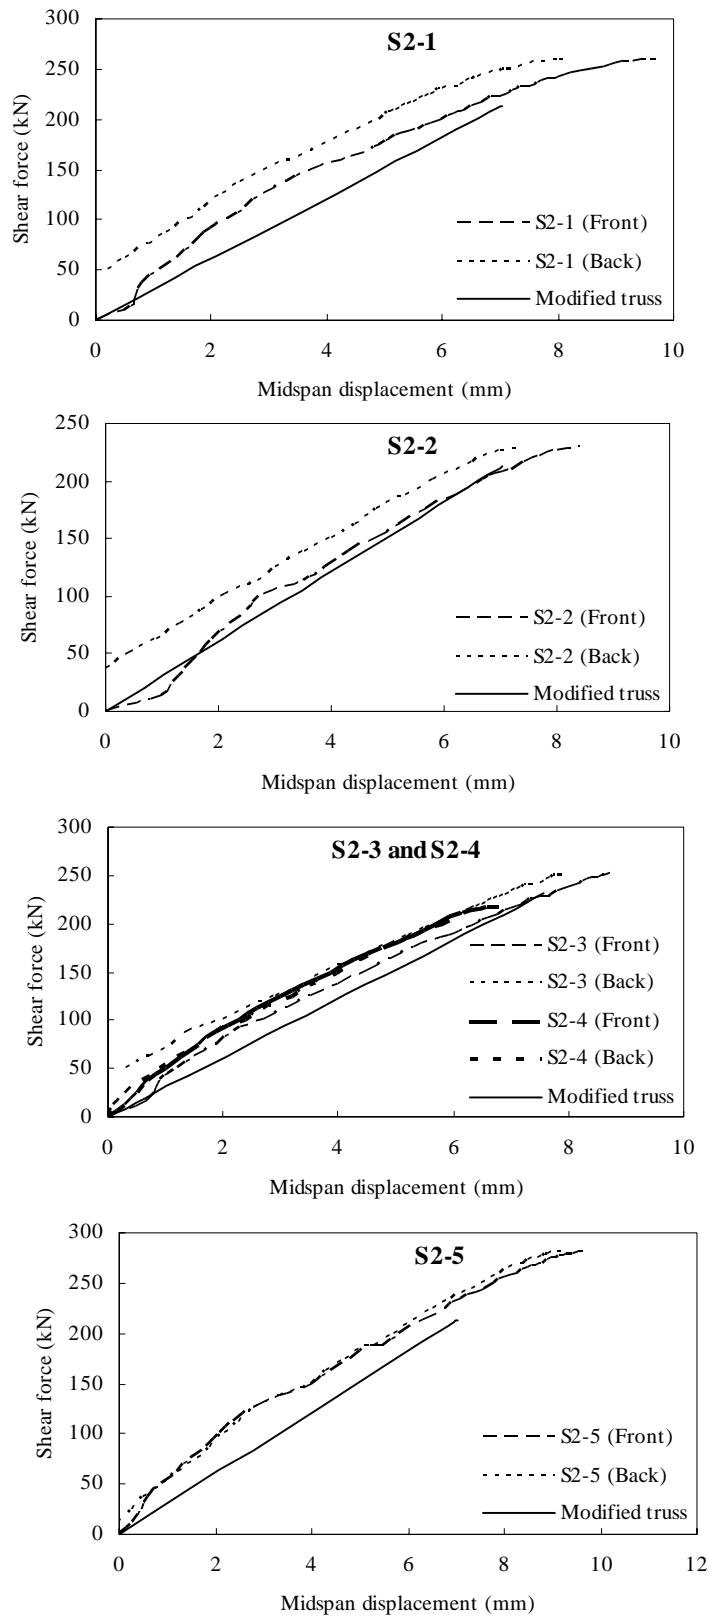 S2-1
300
250
200
150
100
50
0
Shear force (kN)
S2-1 (Front)
S2-1 (Back)
Modified truss
0 2 4 6 8 10
Midspan displacement (mm)
S2-2
250
200
150
100
50
0
Shear force (kN)
S2-2 (Front)
S2-2 (Back)
Modified truss
0 2 4 6 8 10
Midspan displacement (mm)
S2-3 and S2-4
300
250
200
150
100
50
0
Shear force (kN)
S2-3 (Front)
S2-3 (Back)
S2-4 (Front)
S2-4 (Back)
Modified truss
0 2 4 6 8 10
Midspan displacement (mm)
S2-5
300
250
200
150
100
50
0
Shear force (kN)
S2-5 (Front)
S2-5 (Back)
Modified truss
0 2 4 6 8 10 12
Midspan displacement (mm)